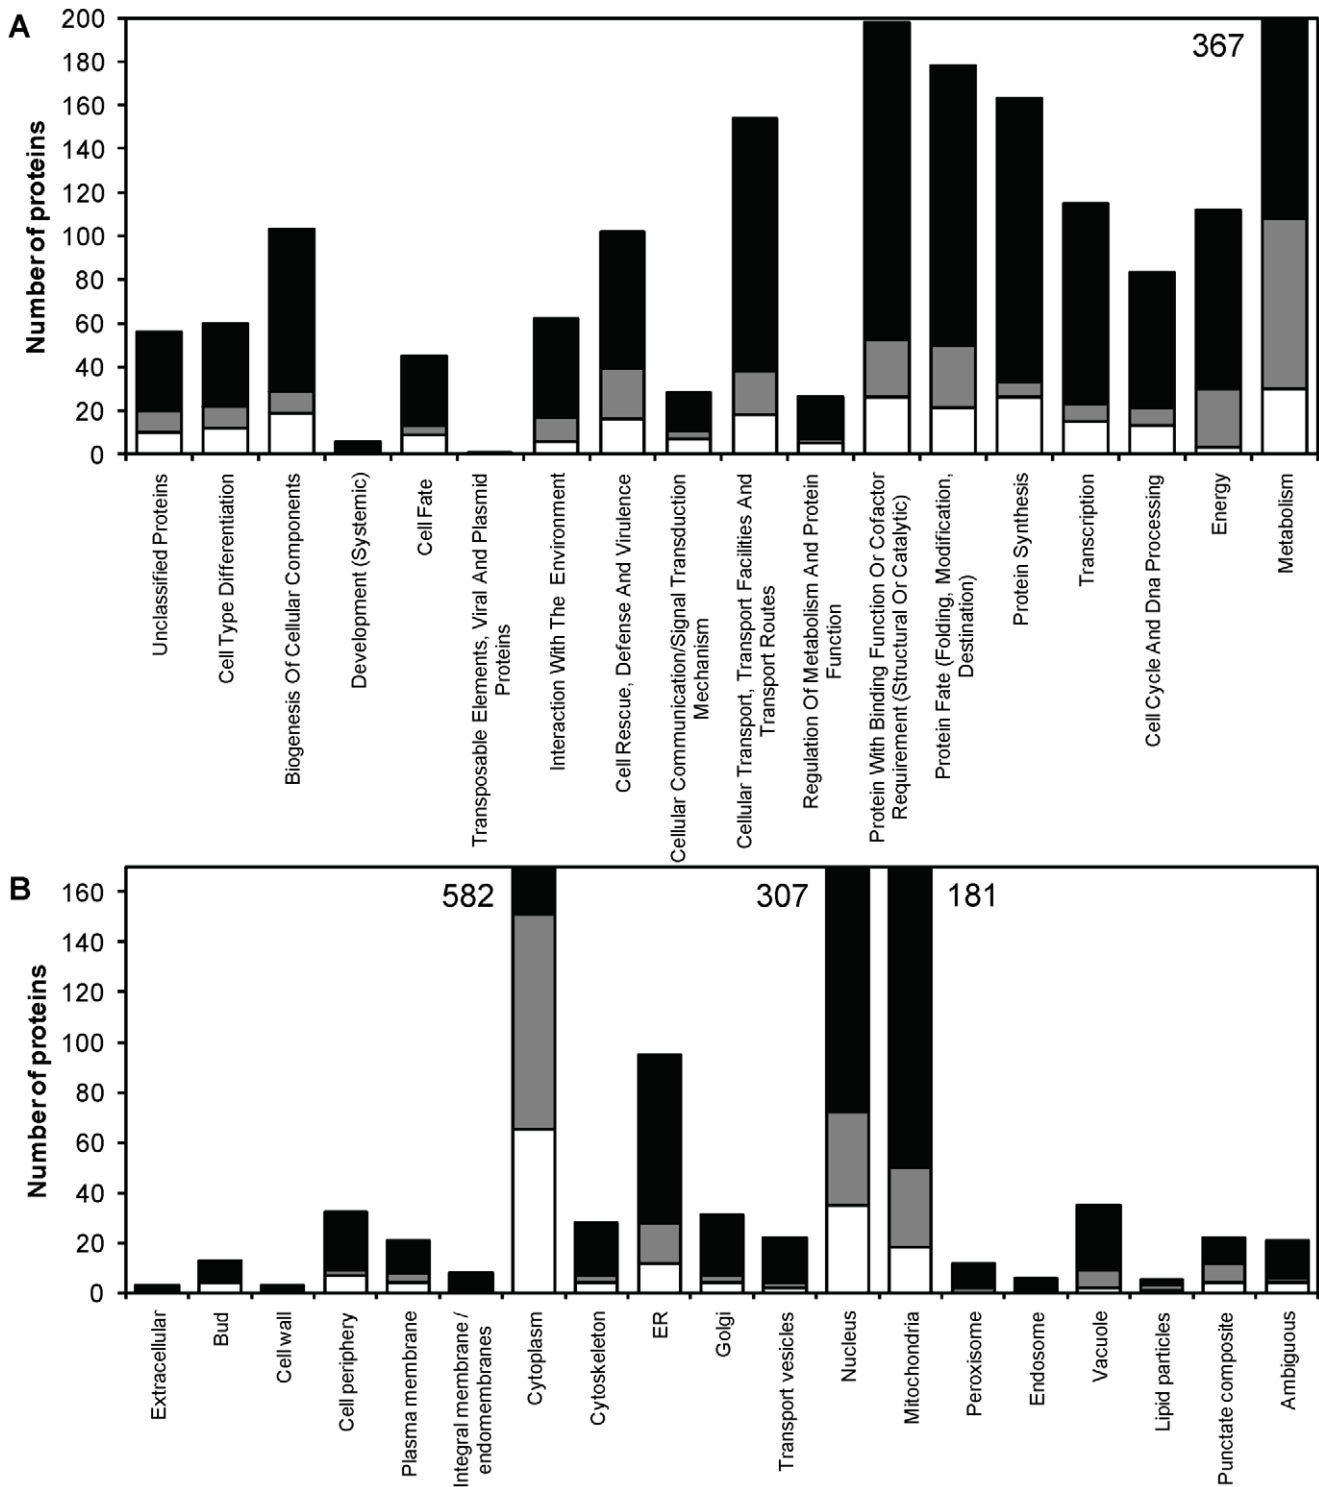 A
Number of proteins
200
180
160
140
120
100
80
60
40
20
0
367
Unclassified Proteins
Cell Type Differentiation
Biogenesis Of Cellular Components
Development (Systemic)
Cell Fate
Transposable Elements, Viral And Plasmid
Proteins
Interaction With The Environment
Cell Rescue, Defense And Virulence
Cellular Communication/Signal Transduction
Mechanism
Cellular Transport, Transport Facilities And
Transport Routes
Regulation Of Metabolism And Protein
Function
Protein With Binding Function Or Cofactor
Requirement (Structural Or Catalytic)
Protein Fate (Folding, Modification,
Destination)
Protein Synthesis
Transcription
Cell Cycle And Dna Processing
Energy
Metabolism
B
Number of proteins
160
140
120
100
80
60
40
20
0
582
307
181
Extracellular
Bud
Cell wall
Cell periphery
Plasma membrane
Integral membrane /
endomembranes
Cytoplasm
Cytoskeleton
ER
Golgi
Transport vesicles
Nucleus
Mitochondria
Peroxisome
Endosome
Vacuole
Lipid particles
Punctate composite
Ambiguous